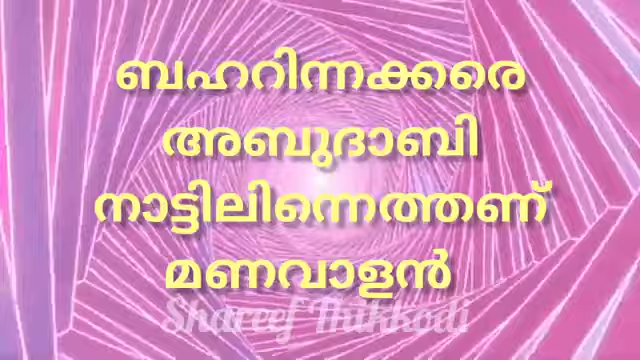 ബഹറിന്നക്കരെ
അബുദാബി
നാട്ടിലിന്നെത്തണ്
മണവാളൻ
Shareef Thikkodi